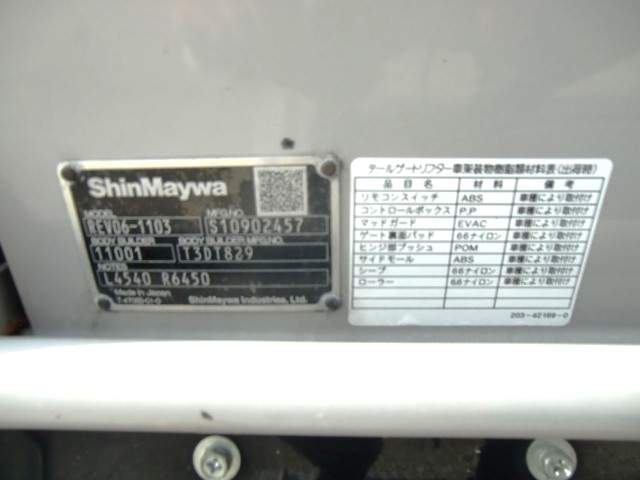 ShinMaywa
MODEL MFG.NO.
REV06-1103 S10902457
BODY BUILDER BODY BUILDER MFG.NO.
11001 T3DT829
NOTES
L4540 R6450
Made in Japan ShinMaywa Industries, Ltd.
テールゲートリフター車架装物樹脂類材料表(出荷時)
品名 材料 備考
リモコンスイッチ ABS 車種により取付け
コントロールボックス P.P 車種により取付け
マッドガード EVAC 車種により取付け
ゲート裏面パッド 66ナイロン 車種により取付け
ヒンジ部ブッシュ POM 車種により取付け
サイドモール ABS 車種により取付け
シーブ 66ナイロン 車種により取付け
ローラー 66ナイロン 車種により取付け